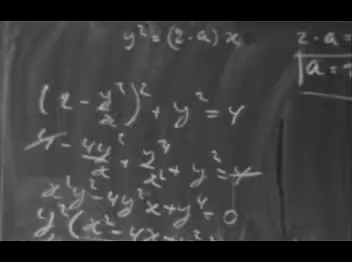 y² = (2 - a) x
2 - a =
a =
(2 - y²/x)² + y² = 4
4 - 4y²/x + y⁴/x² + y² = 4
x²y² - 4y²x + y⁴ = 0
y² (x² - 4x